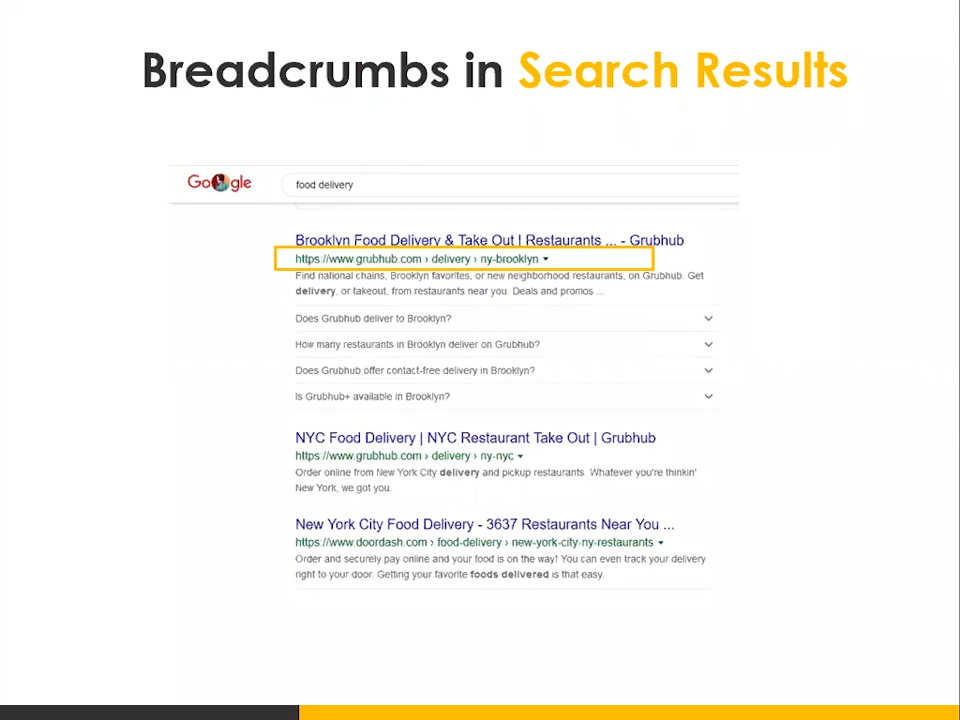 Breadcrumbs in Search Results
Google
food delivery
Brooklyn Food Delivery & Take Out | Restaurants ... - Grubhub
https://www.grubhub.com › delivery › ny-brooklyn
Find national chains, Brooklyn favorites, or new neighborhood restaurants, on Grubhub. Get
delivery, or takeout, from restaurants near you. Deals and promos ...
Does Grubhub deliver to Brooklyn?
How many restaurants in Brooklyn deliver on Grubhub?
Does Grubhub offer contact-free delivery in Brooklyn?
Is Grubhub+ available in Brooklyn?
NYC Food Delivery | NYC Restaurant Take Out | Grubhub
https://www.grubhub.com › delivery › ny-nyc
Order online from New York City delivery and pickup restaurants. Whatever you're thinkin'
New York, we got you.
New York City Food Delivery - 3637 Restaurants Near You ...
https://www.doordash.com › food-delivery › new-york-city-ny-restaurants
Order and securely pay online and your food is on the way! You can even track your delivery
right to your door. Getting your favorite foods delivered is that easy.